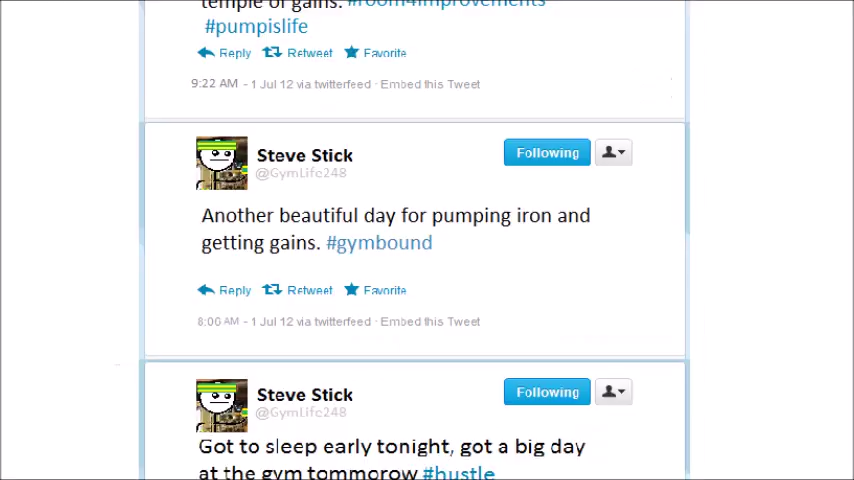 temple of gains. #room4improvements
#pumpislife
Reply Retweet Favorite
9:22 AM - 1 Jul 12 via twitterfeed · Embed this Tweet
Steve Stick
Following
@GymLife248
Another beautiful day for pumping iron and
getting gains. #gymbound
Reply Retweet Favorite
8:00 AM - 1 Jul 12 via twitterfeed · Embed this Tweet
Steve Stick
Following
@GymLife248
Got to sleep early tonight, got a big day
at the gym tommorow #hustle